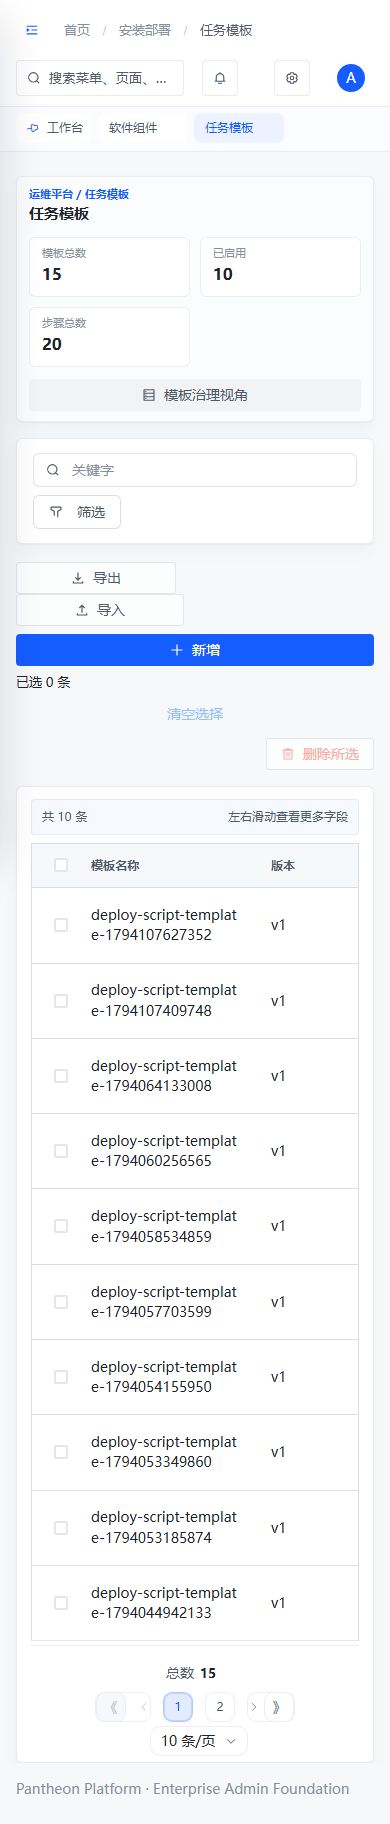 首页 / 安装部署 / 任务模板
搜索菜单、页面、...
A
工作台 软件组件 任务模板
运维平台 / 任务模板
任务模板
模板总数
15
已启用
10
步骤总数
20
模板治理视角
关键字
筛选
导出
导入
新增
已选 0 条
清空选择
删除所选
共 10 条 左右滑动查看更多字段
模板名称 版本
deploy-script-templat
e-1794107627352
v1
deploy-script-templat
e-1794107409748
v1
deploy-script-templat
e-1794064133008
v1
deploy-script-templat
e-1794060256565
v1
deploy-script-templat
e-1794058534859
v1
deploy-script-templat
e-1794057703599
v1
deploy-script-templat
e-1794054155950
v1
deploy-script-templat
e-1794053349860
v1
deploy-script-templat
e-1794053185874
v1
deploy-script-templat
e-1794044942133
v1
总数 15
1 2
10 条/页
Pantheon Platform · Enterprise Admin Foundation